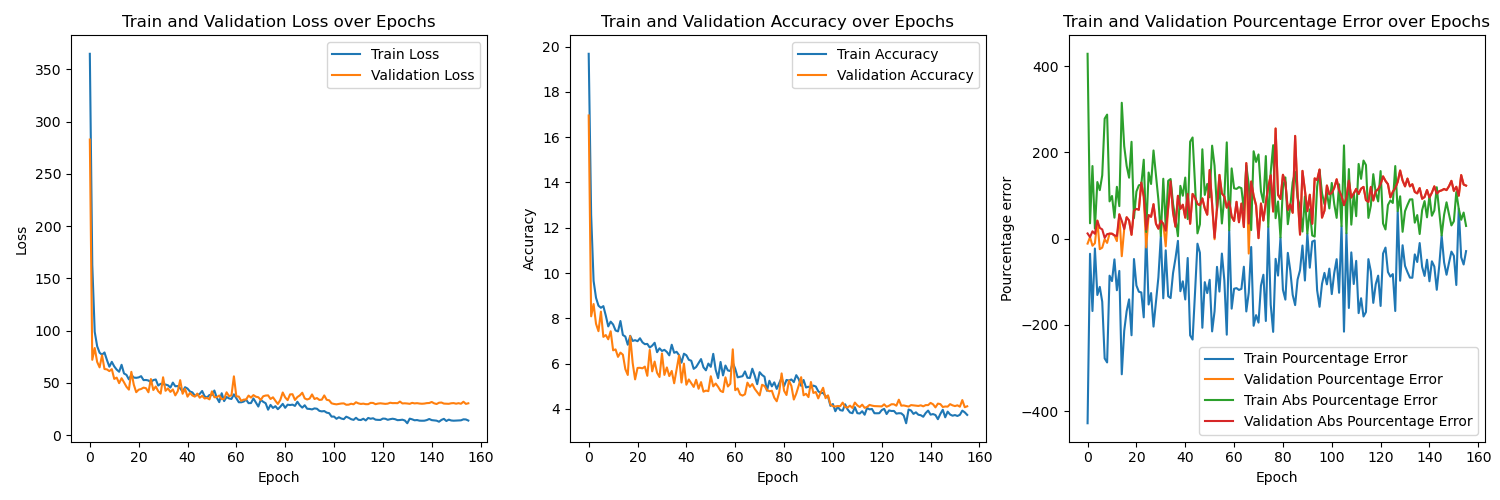 Train and Validation Loss over Epochs
Loss
350
300
250
200
150
100
50
0
0 20 40 60 80 100 120 140 160
Epoch
Train Loss
Validation Loss
Train and Validation Accuracy over Epochs
Accuracy
20
18
16
14
12
10
8
6
4
0 20 40 60 80 100 120 140 160
Epoch
Train Accuracy
Validation Accuracy
Train and Validation Pourcentage Error over Epochs
Pourcentage error
400
200
0
−200
−400
0 20 40 60 80 100 120 140 160
Epoch
Train Pourcentage Error
Validation Pourcentage Error
Train Abs Pourcentage Error
Validation Abs Pourcentage Error